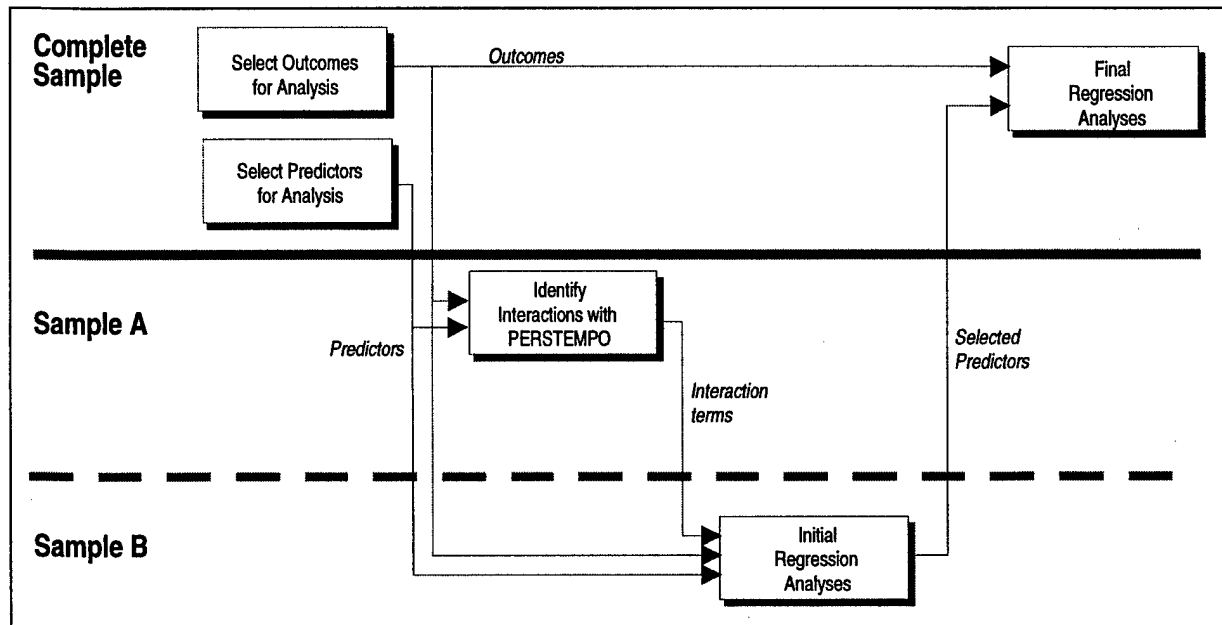 Complete
Sample
Select Outcomes
for Analysis
Outcomes
Final
Regression
Analyses
Select Predictors
for Analysis
Sample A
Identify
Interactions with
PERSTEMPO
Predictors
Selected
Predictors
Interaction
terms
Sample B
Initial
Regression
Analyses